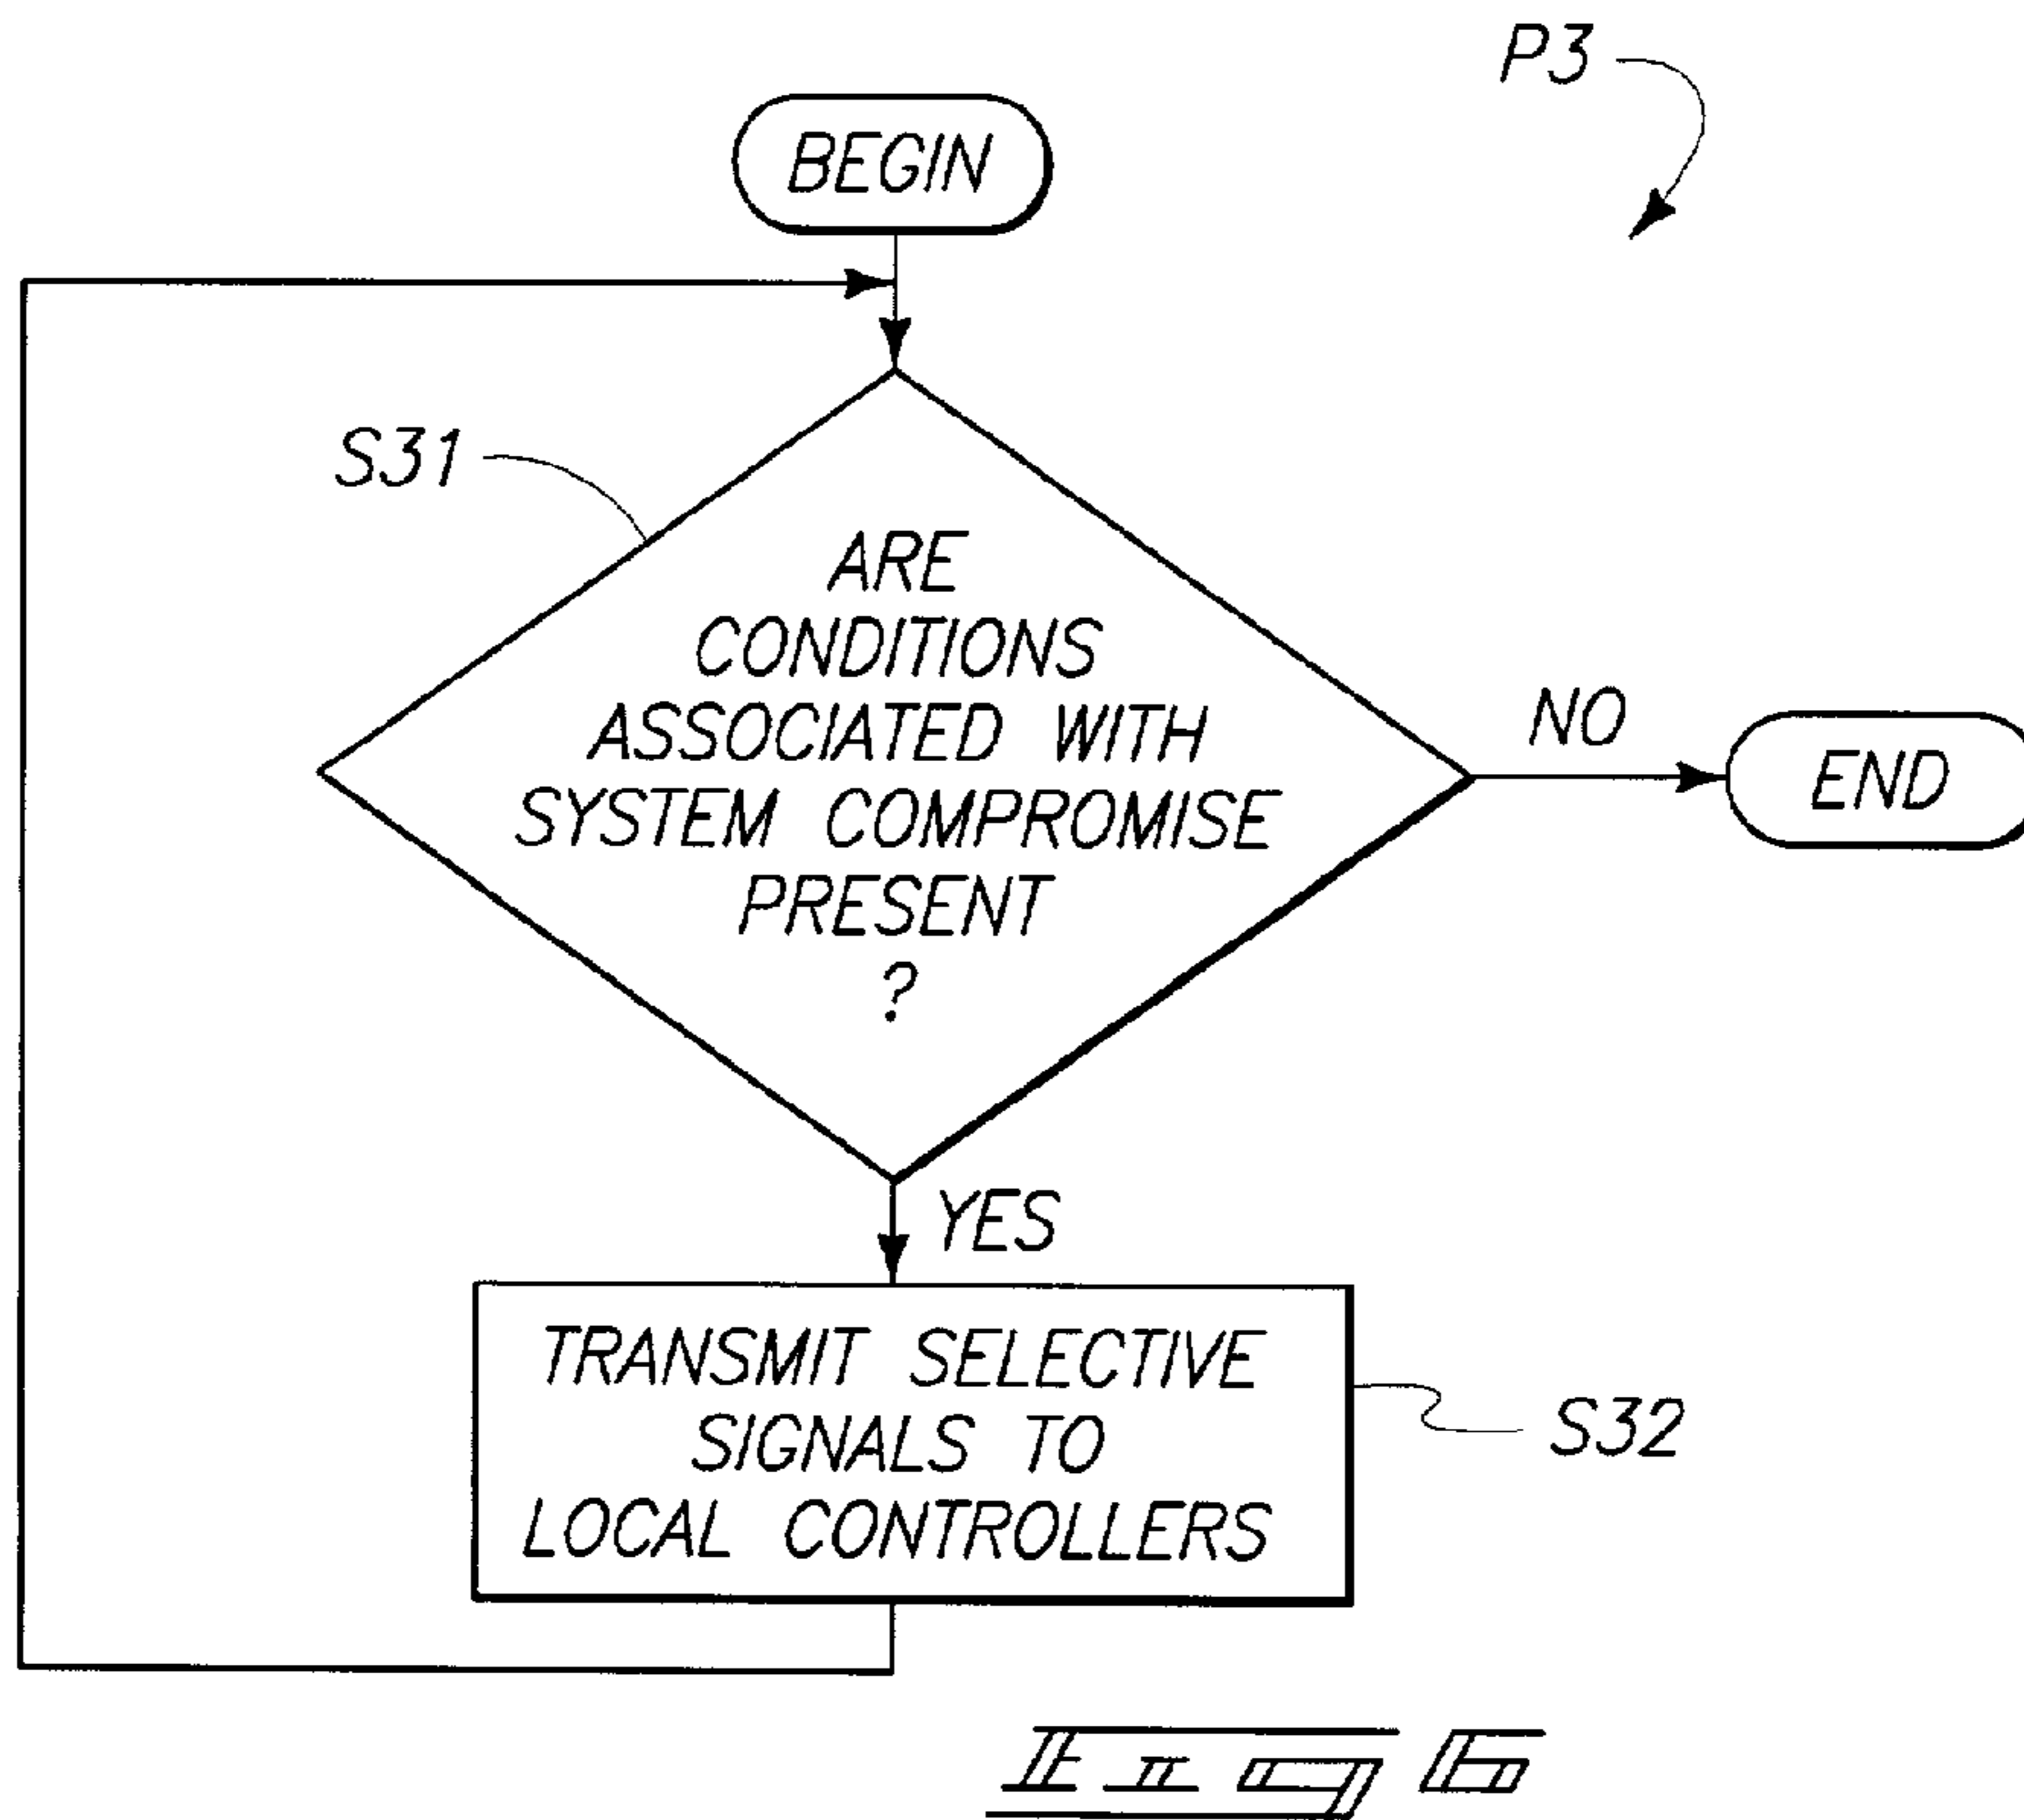 P3
BEGIN
S31
ARE
CONDITIONS
ASSOCIATED WITH
SYSTEM COMPROMISE
PRESENT
?
NO
END
YES
TRANSMIT SELECTIVE
SIGNALS TO
LOCAL CONTROLLERS
S32
Fig 6